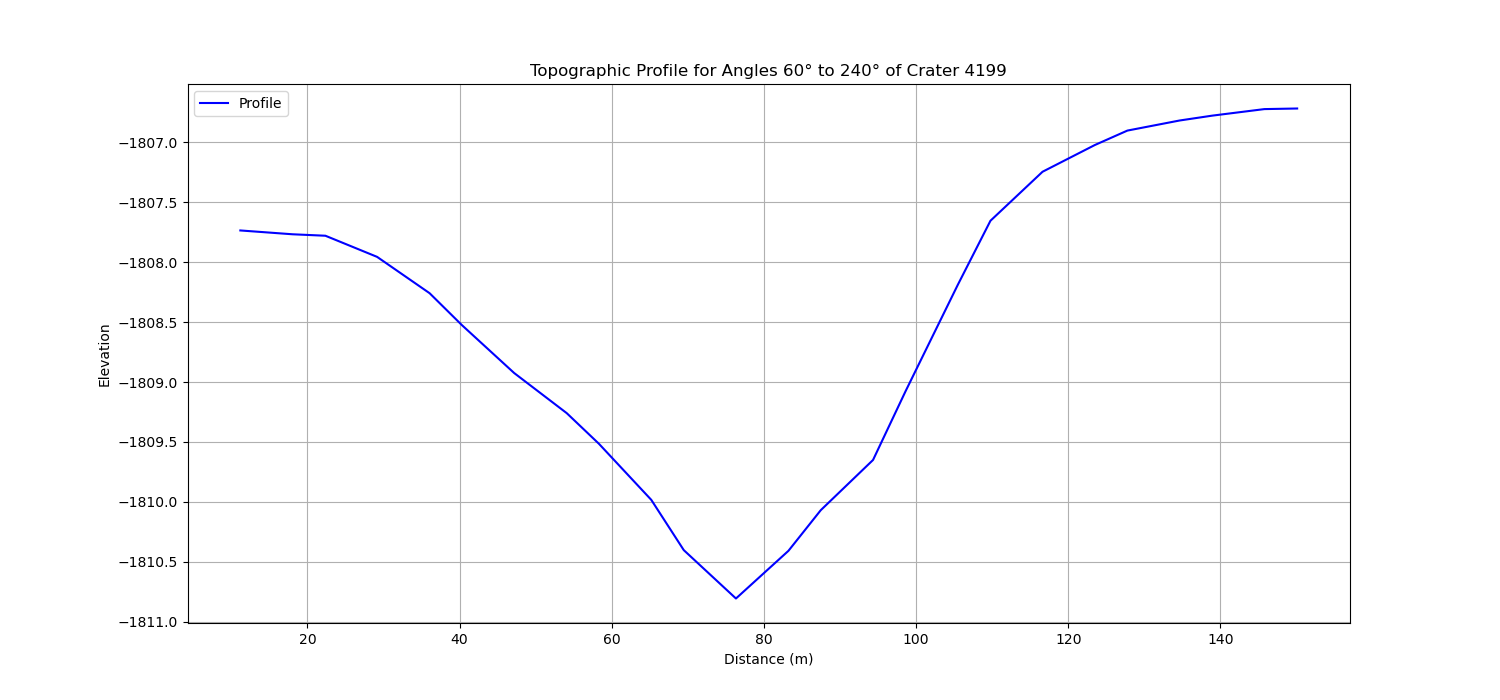 Topographic Profile for Angles 60° to 240° of Crater 4199
Profile
Elevation
−1807.0
−1807.5
−1808.0
−1808.5
−1809.0
−1809.5
−1810.0
−1810.5
−1811.0
20 40 60 80 100 120 140
Distance (m)